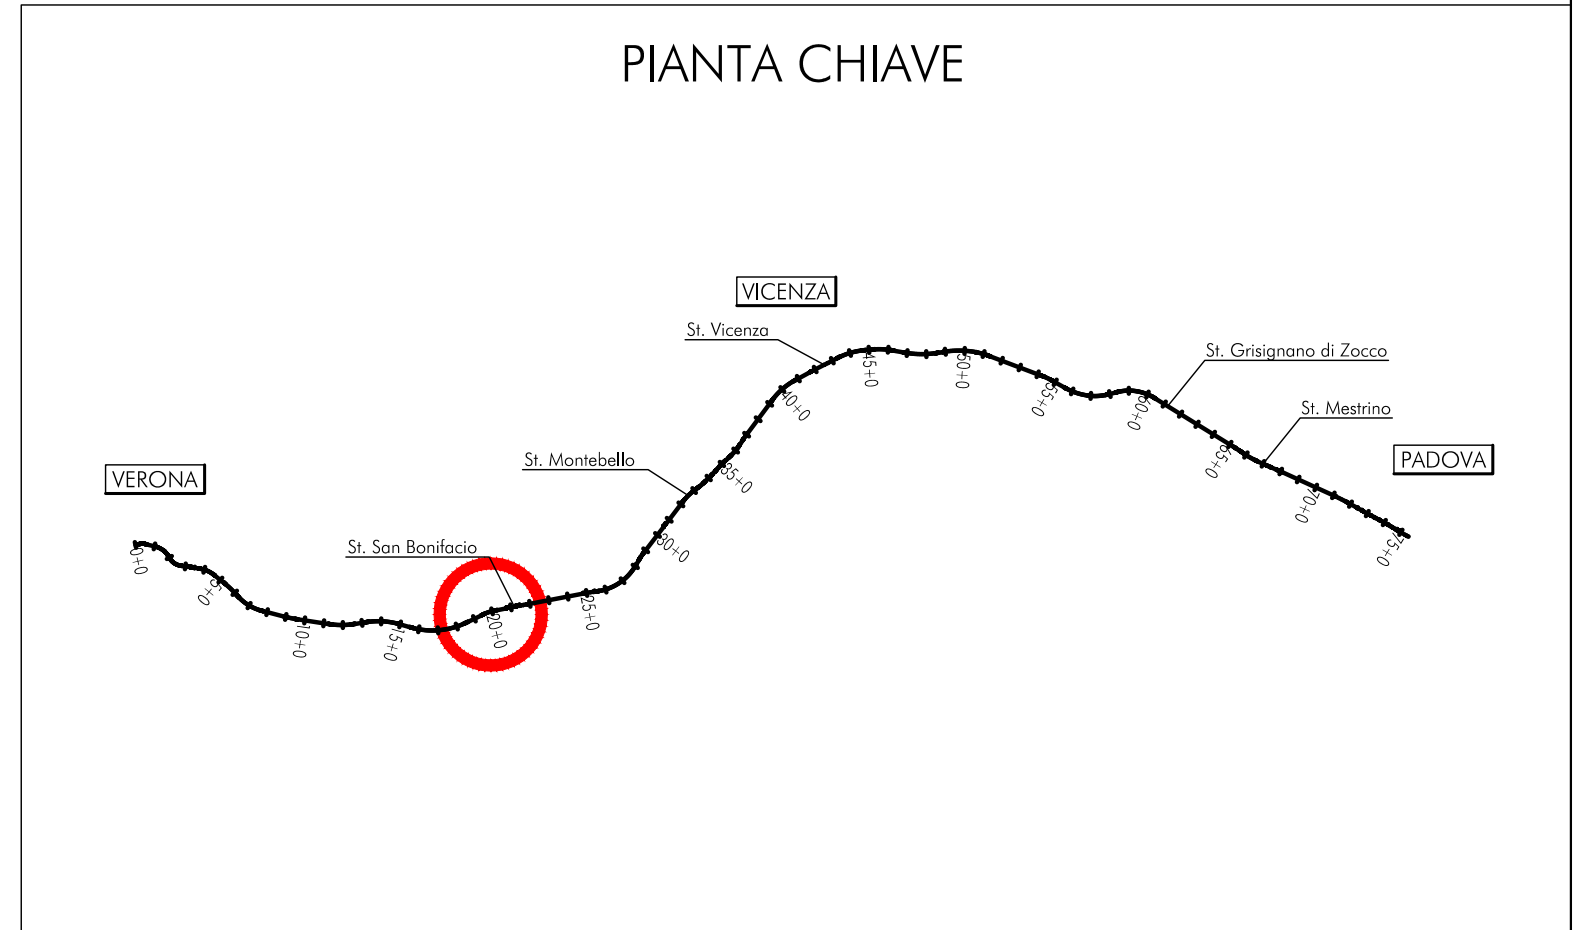 PIANTA CHIAVE
VICENZA
St. Vicenza
St. Grisignano di Zocco
St. Mestrino
St. Montebello
PADOVA
VERONA
St. San Bonifacio
0+0
5+0
10+0
15+0
20+0
25+0
30+0
35+0
40+0
45+0
50+0
55+0
60+0
65+0
70+0
75+0